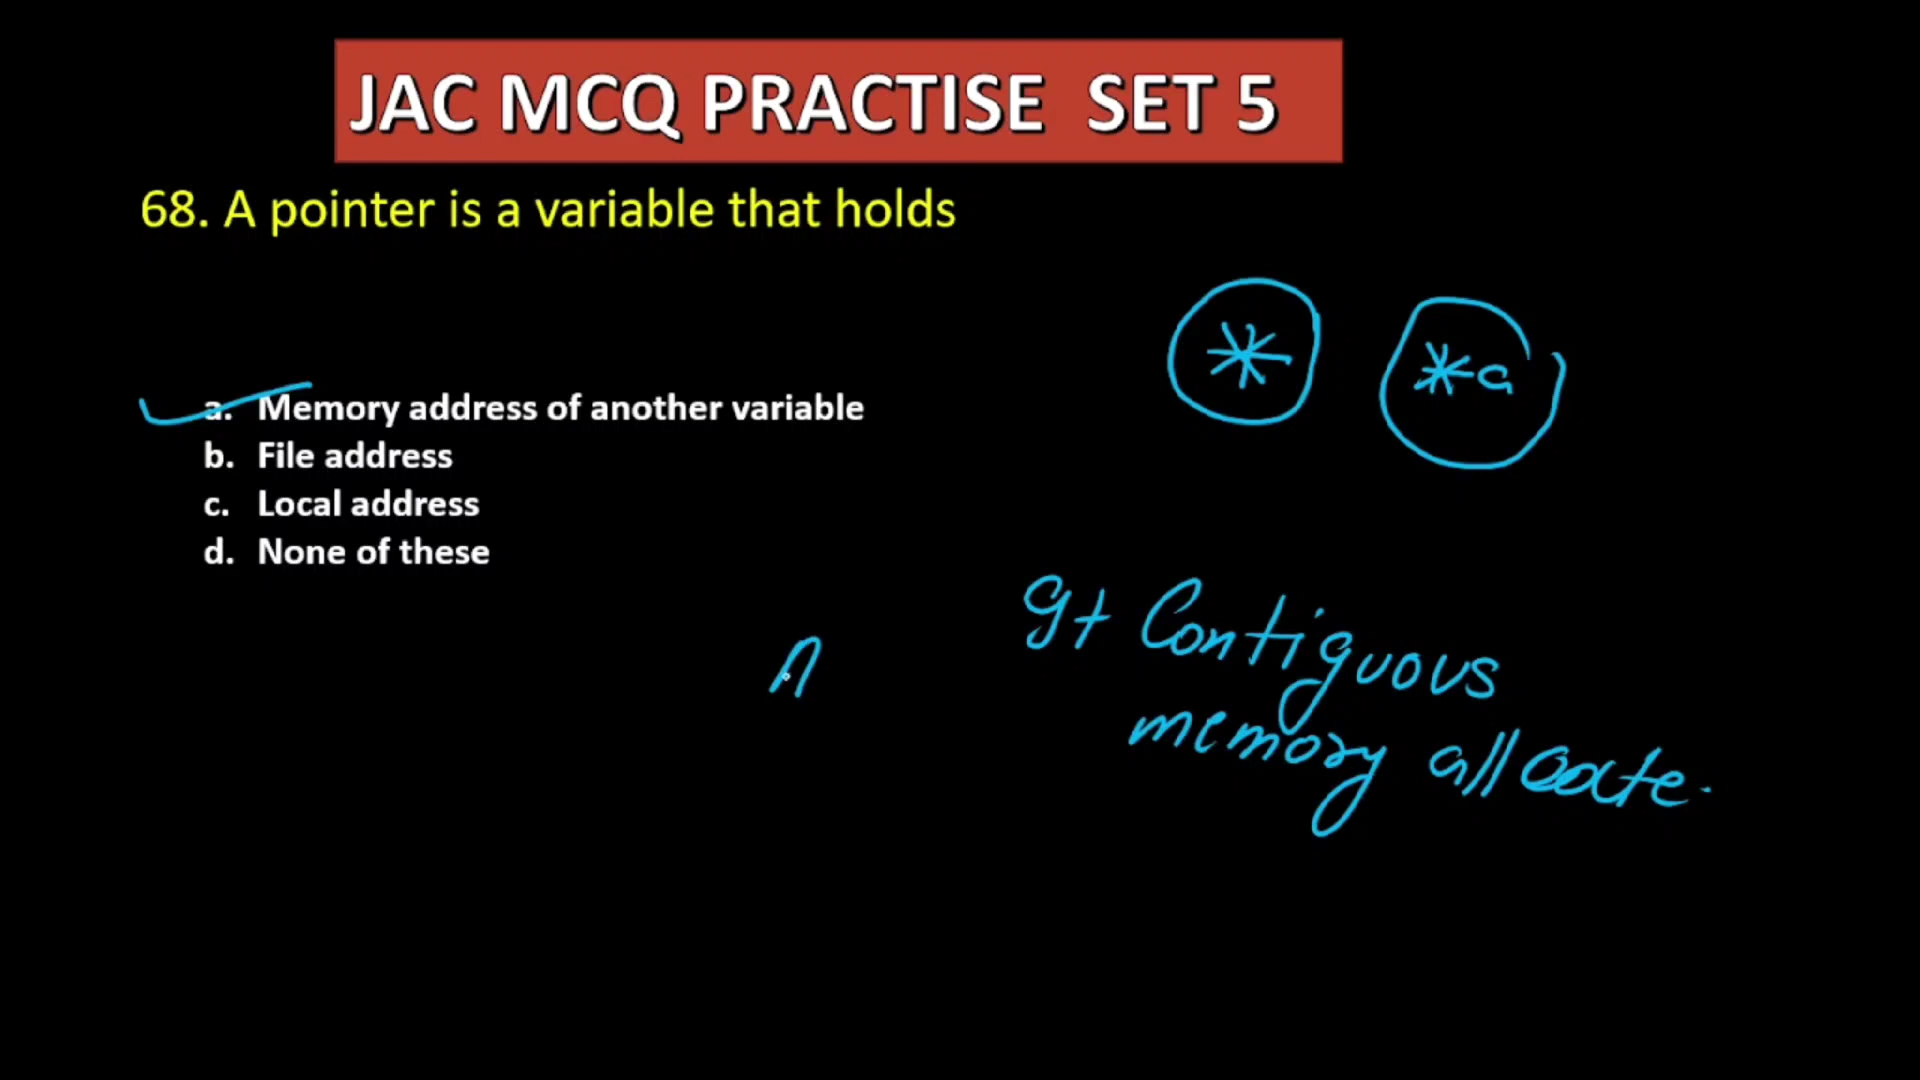 JAC MCQ PRACTISE SET 5
68. A pointer is a variable that holds
*
*a
a. Memory address of another variable
b. File address
c. Local address
d. None of these
gt Contiguous
memory allocate.
A